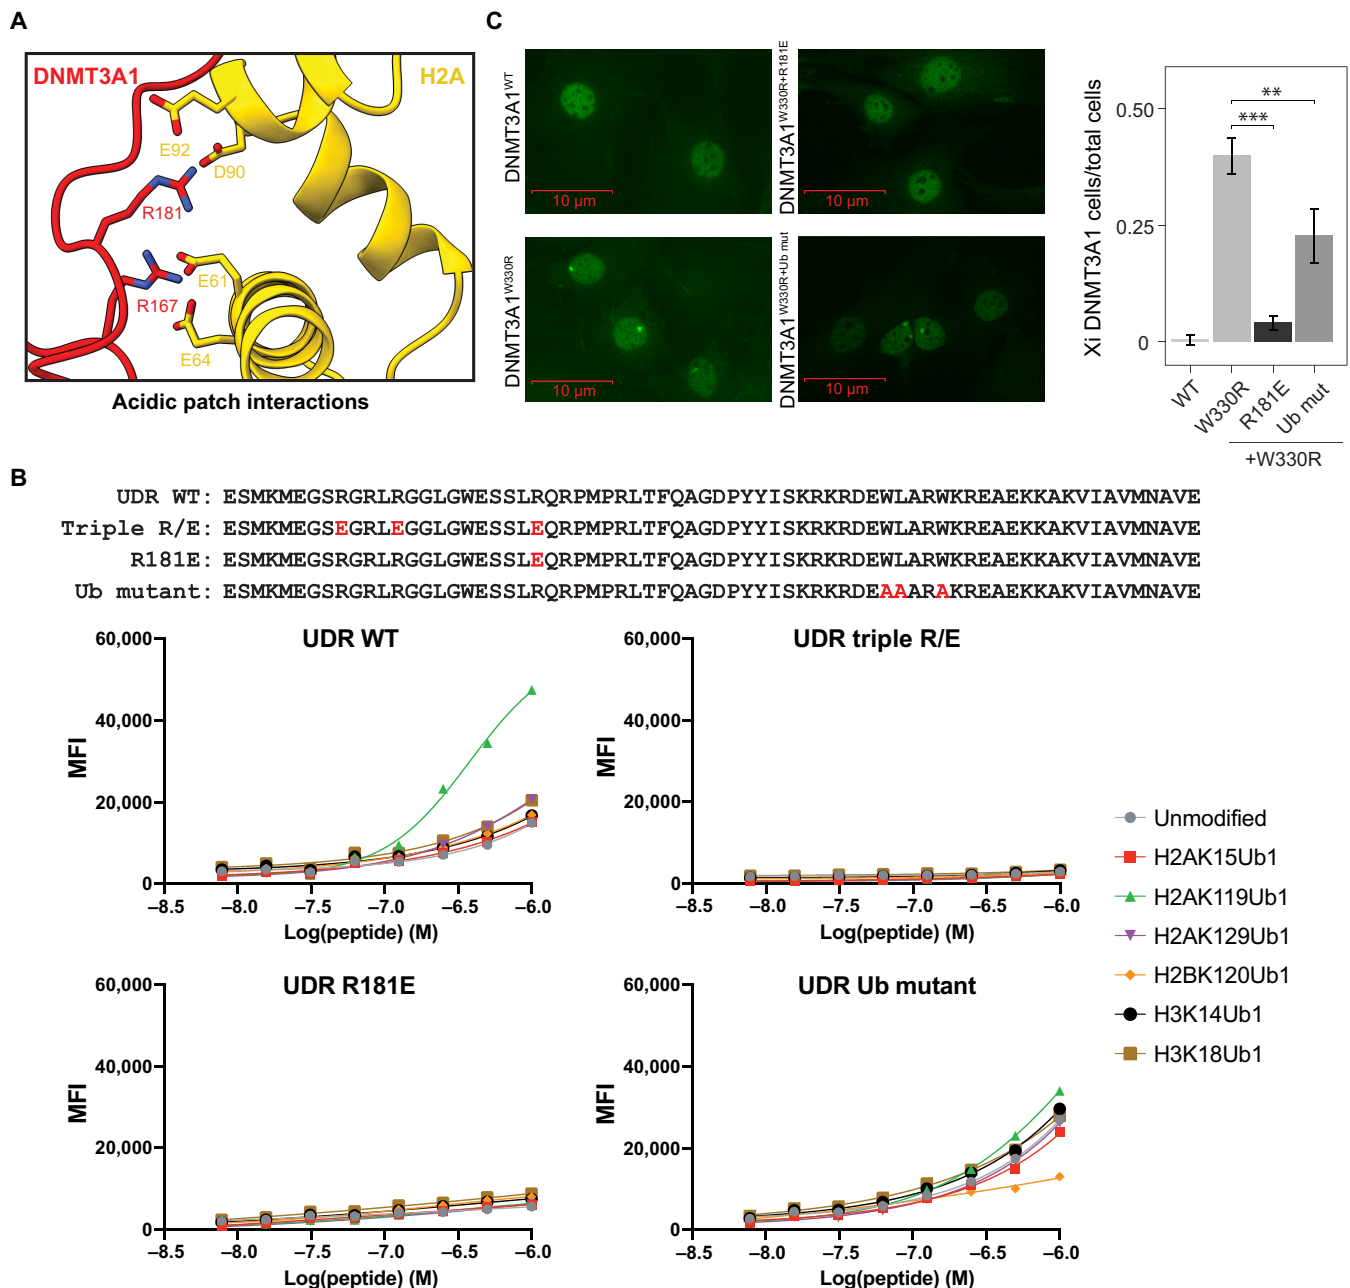 A
DNMT3A1
H2A
E92
D90
R181
E61
R167
E64
Acidic patch interactions
C
DNMT3A1WT
10 µm
DNMT3A1W330R+R181E
10 µm
DNMT3A1W330R
10 µm
DNMT3A1W330R+Ub mut
10 µm
Xi DNMT3A1 cells/total cells
0.50
0.25
0
**
***
WT
W330R
R181E
Ub mut
+W330R
B
UDR WT: ESMKMEGSRGRLRGGLGWESSLRQRPMPRLTFQAGDPYYISKRKRDEWLARWKREAEKKAKVIAVMNAVE
Triple R/E: ESMKMEGSEGRLEGGLGWESSLEQRPMPRLTFQAGDPYYISKRKRDEWLARWKREAEKKAKVIAVMNAVE
R181E: ESMKMEGSRGRLRGGLGWESSLEQRPMPRLTFQAGDPYYISKRKRDEWLARWKREAEKKAKVIAVMNAVE
Ub mutant: ESMKMEGSRGRLRGGLGWESSLRQRPMPRLTFQAGDPYYISKRKRDEAAARAKREAEKKAKVIAVMNAVE
UDR WT
MFI
60,000
40,000
20,000
0
–8.5 –8.0 –7.5 –7.0 –6.5 –6.0
Log(peptide) (M)
UDR triple R/E
MFI
60,000
40,000
20,000
0
–8.5 –8.0 –7.5 –7.0 –6.5 –6.0
Log(peptide) (M)
UDR R181E
MFI
60,000
40,000
20,000
0
–8.5 –8.0 –7.5 –7.0 –6.5 –6.0
Log(peptide) (M)
UDR Ub mutant
MFI
60,000
40,000
20,000
0
–8.5 –8.0 –7.5 –7.0 –6.5 –6.0
Log(peptide) (M)
Unmodified
H2AK15Ub1
H2AK119Ub1
H2AK129Ub1
H2BK120Ub1
H3K14Ub1
H3K18Ub1